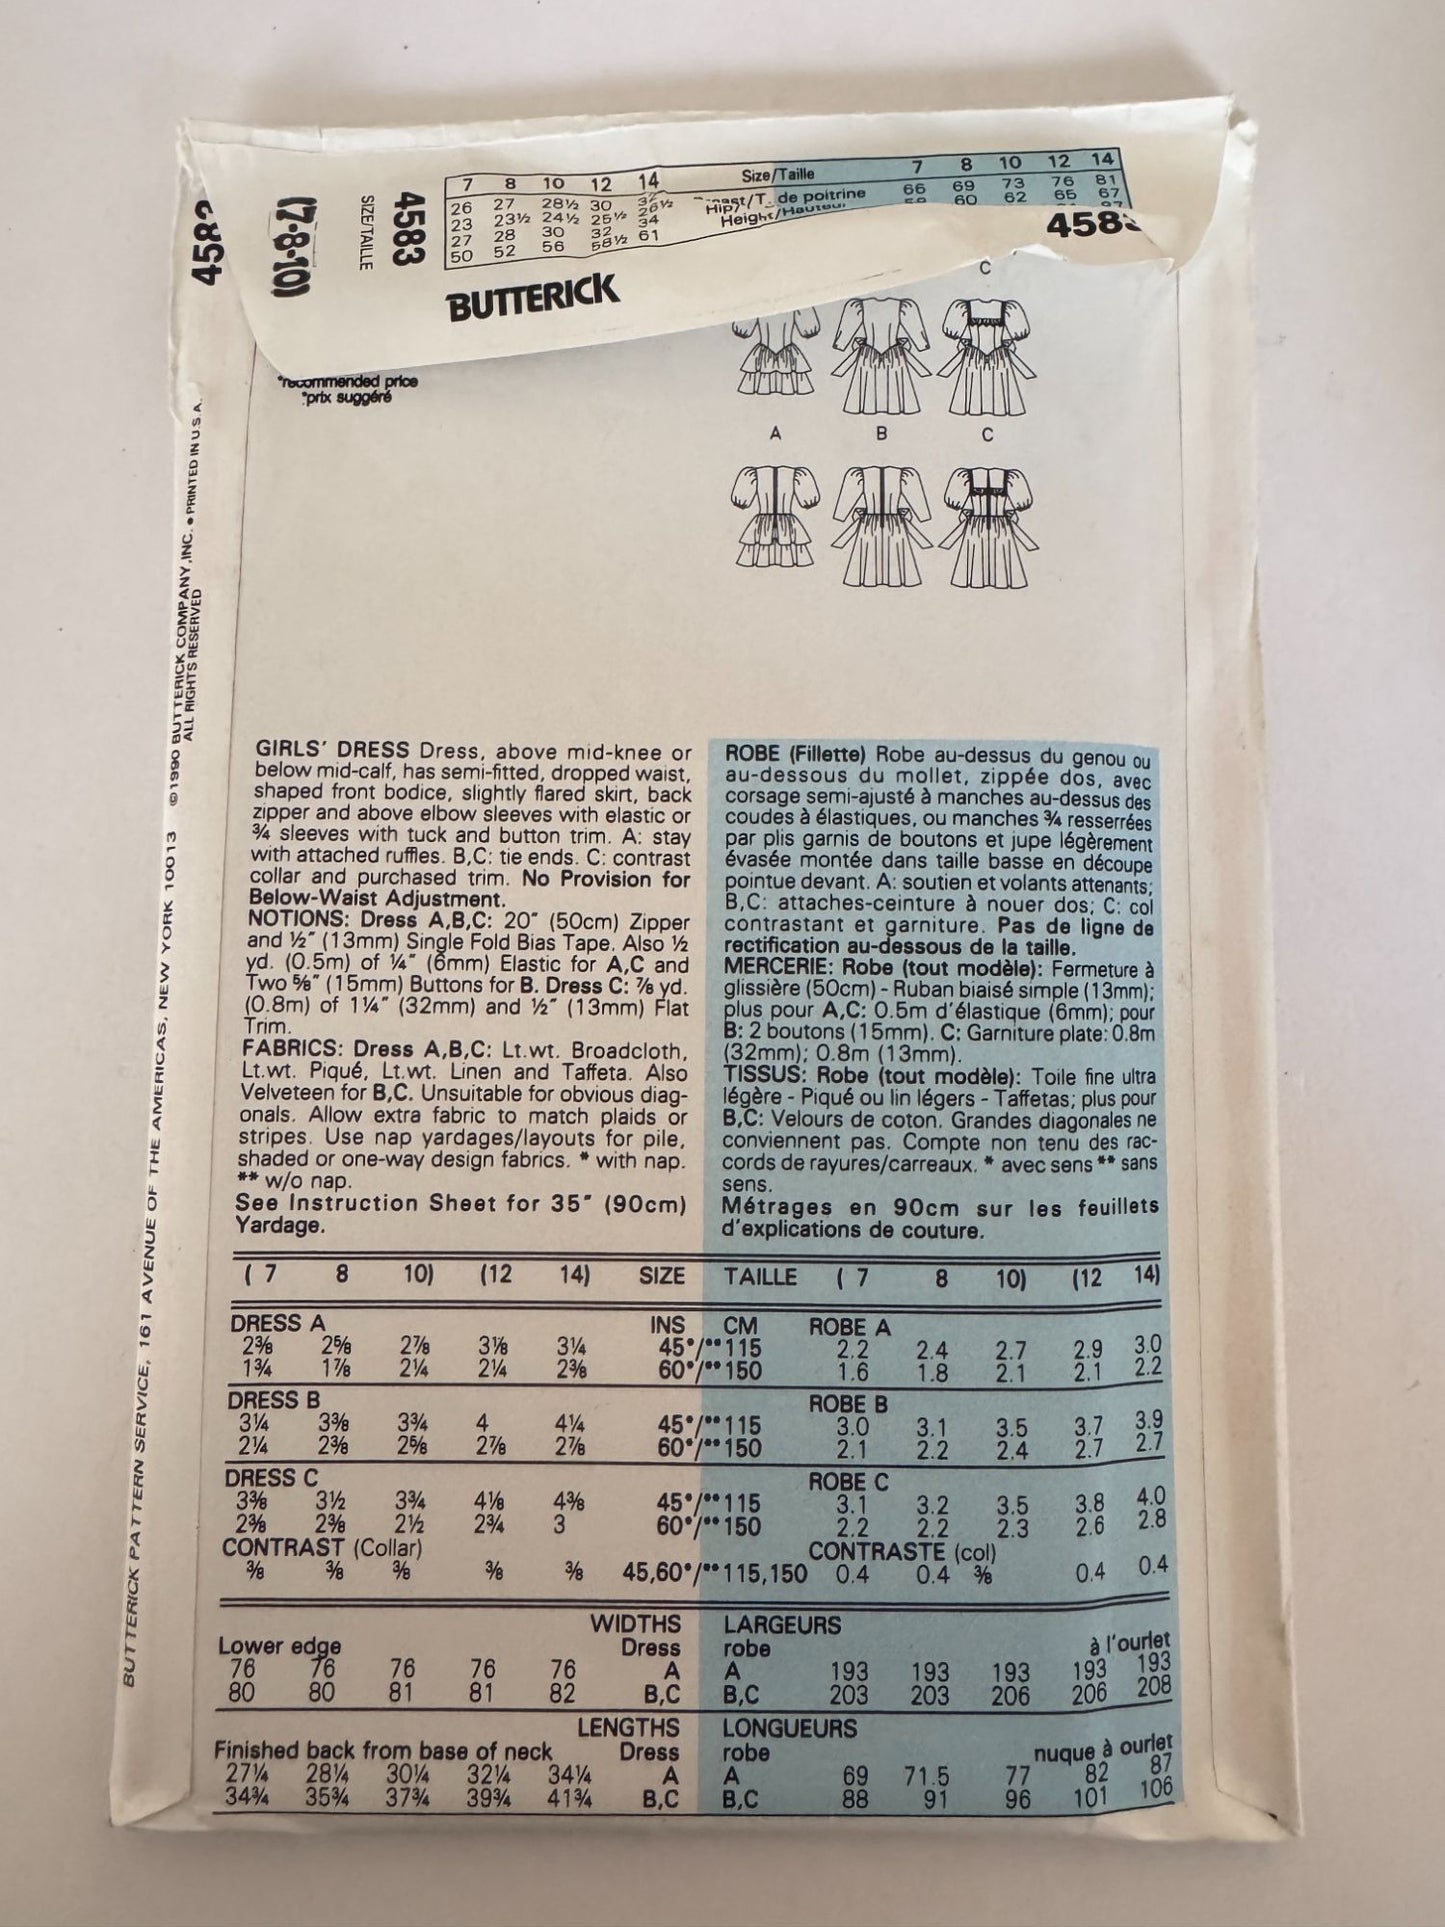 4583
(7-8-10)
SIZE/TAILLE
4583
7 8 10 12 14 Size/Taille 7 8 10 12 14
26 27 28½ 30 T. de poitrine 66 69 73 76 81
23 23½ 24½ 25½ 26½ Hip/ 60 62 65 67
27 28 30 32 34 Height/Hauteur
50 52 56 58½ 61
458
BUTTERICK
C
*recommended price
*prix suggéré
A B C
©1990 BUTTERICK COMPANY, INC. • PRINTED IN U.S.A.
ALL RIGHTS RESERVED
BUTTERICK PATTERN SERVICE, 161 AVENUE OF THE AMERICAS, NEW YORK 10013
GIRLS' DRESS Dress, above mid-knee or
below mid-calf, has semi-fitted, dropped waist,
shaped front bodice, slightly flared skirt, back
zipper and above elbow sleeves with elastic or
¾ sleeves with tuck and button trim. A: stay
with attached ruffles. B,C: tie ends. C: contrast
collar and purchased trim. No Provision for
Below-Waist Adjustment.
NOTIONS: Dress A,B,C: 20" (50cm) Zipper
and ½" (13mm) Single Fold Bias Tape. Also ½
yd. (0.5m) of ¼" (6mm) Elastic for A,C and
Two ⅝" (15mm) Buttons for B. Dress C: ⅞ yd.
(0.8m) of 1¼" (32mm) and ½" (13mm) Flat
Trim.
FABRICS: Dress A,B,C: Lt.wt. Broadcloth,
Lt.wt. Piqué, Lt.wt. Linen and Taffeta. Also
Velveteen for B,C. Unsuitable for obvious diag-
onals. Allow extra fabric to match plaids or
stripes. Use nap yardages/layouts for pile,
shaded or one-way design fabrics. * with nap.
** w/o nap.
See Instruction Sheet for 35" (90cm)
Yardage.
ROBE (Fillette) Robe au-dessus du genou ou
au-dessous du mollet, zippée dos, avec
corsage semi-ajusté à manches au-dessus des
coudes à élastiques, ou manches ¾ resserrées
par plis garnis de boutons et jupe légèrement
évasée montée dans taille basse en découpe
pointue devant. A: soutien et volants attenants;
B,C: attaches-ceinture à nouer dos; C: col
contrastant et garniture. Pas de ligne de
rectification au-dessous de la taille.
MERCERIE: Robe (tout modèle): Fermeture à
glissière (50cm) - Ruban biaisé simple (13mm);
plus pour A,C: 0.5m d'élastique (6mm); pour
B: 2 boutons (15mm). C: Garniture plate: 0.8m
(32mm); 0.8m (13mm).
TISSUS: Robe (tout modèle): Toile fine ultra
légère - Piqué ou lin légers - Taffetas; plus pour
B,C: Velours de coton. Grandes diagonales ne
conviennent pas. Compte non tenu des rac-
cords de rayures/carreaux. * avec sens ** sans
sens.
Métrages en 90cm sur les feuillets
d'explications de couture.
(7 8 10) (12 14) SIZE TAILLE (7 8 10) (12 14)
DRESS A INS CM ROBE A
2⅜ 2⅝ 2⅞ 3⅛ 3¼ 45*/**115 2.2 2.4 2.7 2.9 3.0
1¾ 1⅞ 2¼ 2¼ 2⅜ 60*/**150 1.6 1.8 2.1 2.1 2.2
DRESS B ROBE B
3¼ 3⅜ 3¾ 4 4¼ 45*/**115 3.0 3.1 3.5 3.7 3.9
2¼ 2⅜ 2⅝ 2⅞ 2⅞ 60*/**150 2.1 2.2 2.4 2.7 2.7
DRESS C ROBE C
3⅜ 3½ 3¾ 4⅛ 4⅜ 45*/**115 3.1 3.2 3.5 3.8 4.0
2⅜ 2⅜ 2½ 2¾ 3 60*/**150 2.2 2.2 2.3 2.6 2.8
CONTRAST (Collar) CONTRASTE (col)
⅜ ⅜ ⅜ ⅜ ⅜ 45,60*/**115,150 0.4 0.4 ⅜ 0.4 0.4
WIDTHS LARGEURS
Lower edge Dress robe à l'ourlet
76 76 76 76 76 A A 193 193 193 193 193
80 80 81 81 82 B,C B,C 203 203 206 206 208
LENGTHS LONGUEURS
Finished back from base of neck Dress robe nuque à ourlet
27¼ 28¼ 30¼ 32¼ 34¼ A A 69 71.5 77 82 87
34¾ 35¾ 37¾ 39¾ 41¾ B,C B,C 88 91 96 101 106